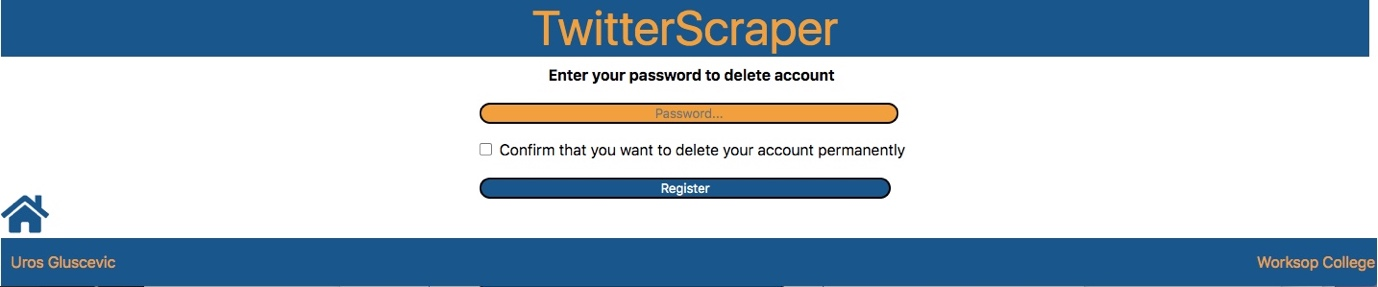 TwitterScraper
Enter your password to delete account
Password...
Confirm that you want to delete your account permanently
Register
Uros Gluscevic
Worksop College